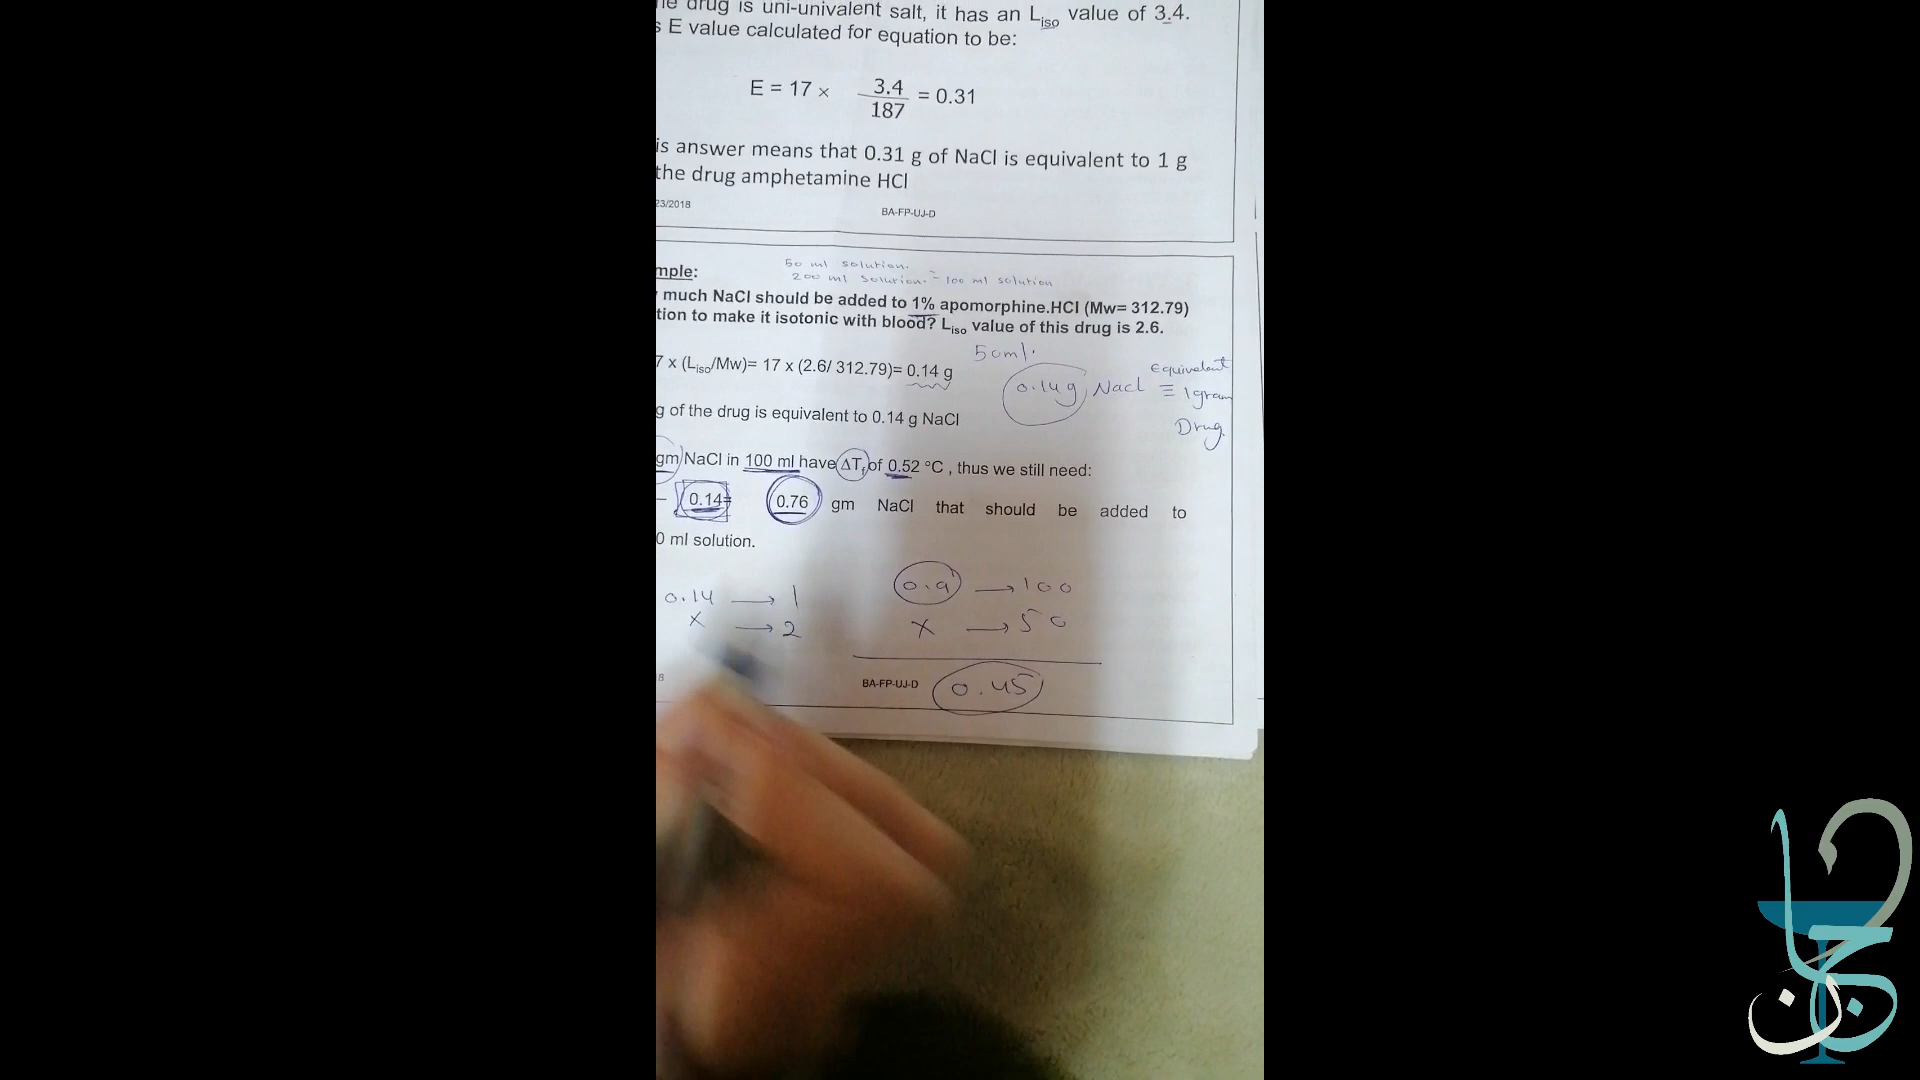 drug is uni-univalent salt, it has an Liso value of 3.4.
E value calculated for equation to be:
E = 17 × 3.4/187 = 0.31
is answer means that 0.31 g of NaCl is equivalent to 1 g
the drug amphetamine HCl
23/2018
BA-FP-UJ-D
50 ml solution.
mple:
200 ml solution. = 100 ml solution
much NaCl should be added to 1% apomorphine.HCl (Mw= 312.79)
tion to make it isotonic with blood? Liso value of this drug is 2.6.
50ml.
7 x (Liso/Mw)= 17 x (2.6/ 312.79)= 0.14 g
0.14g NaCl ≡ 1gram
Equivalent
Drug.
g of the drug is equivalent to 0.14 g NaCl
gm NaCl in 100 ml have ΔTf of 0.52 °C , thus we still need:
– 0.14= 0.76 gm NaCl that should be added to
0 ml solution.
0.14 → 1
x → 2
0.9 → 100
x → 50
8
BA-FP-UJ-D
0.45